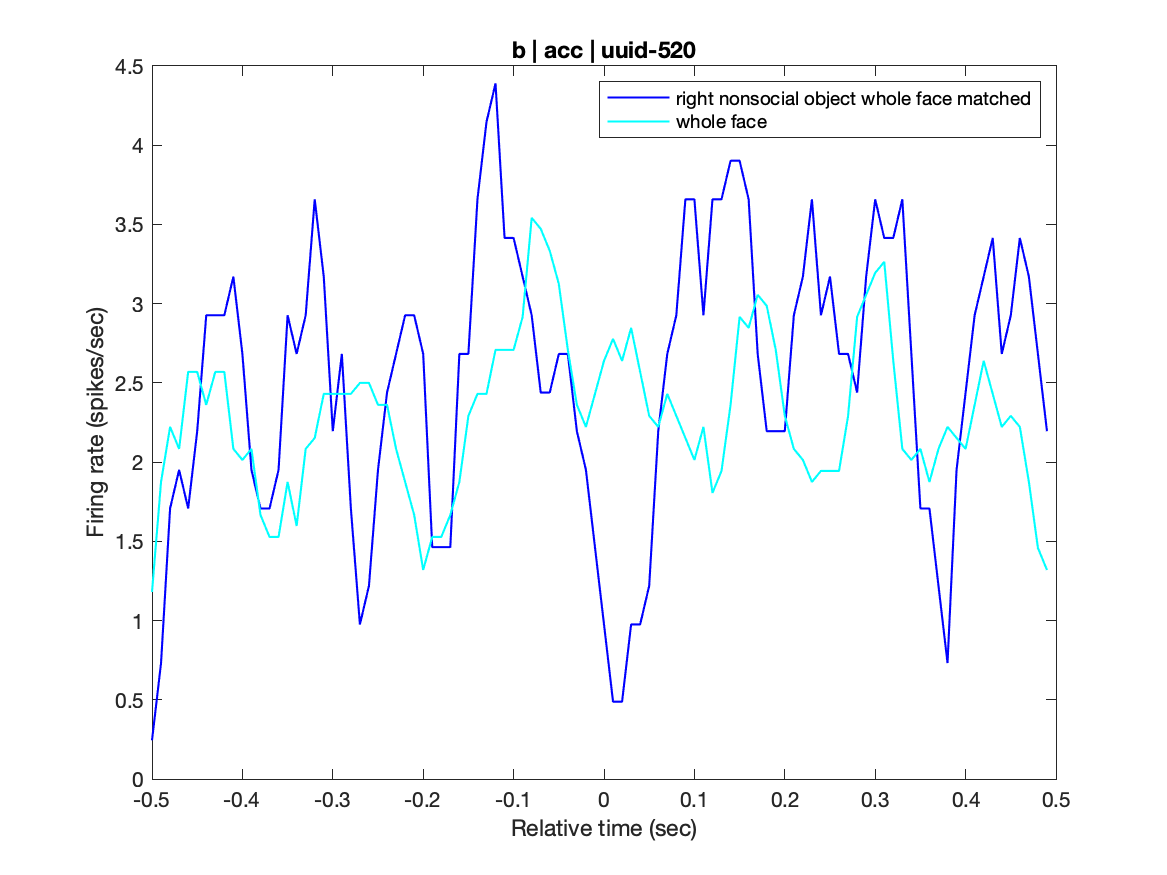 b | acc | uuid-520
right nonsocial object whole face matched
whole face
Firing rate (spikes/sec)
4.5
4
3.5
3
2.5
2
1.5
1
0.5
0
-0.5 -0.4 -0.3 -0.2 -0.1 0 0.1 0.2 0.3 0.4 0.5
Relative time (sec)